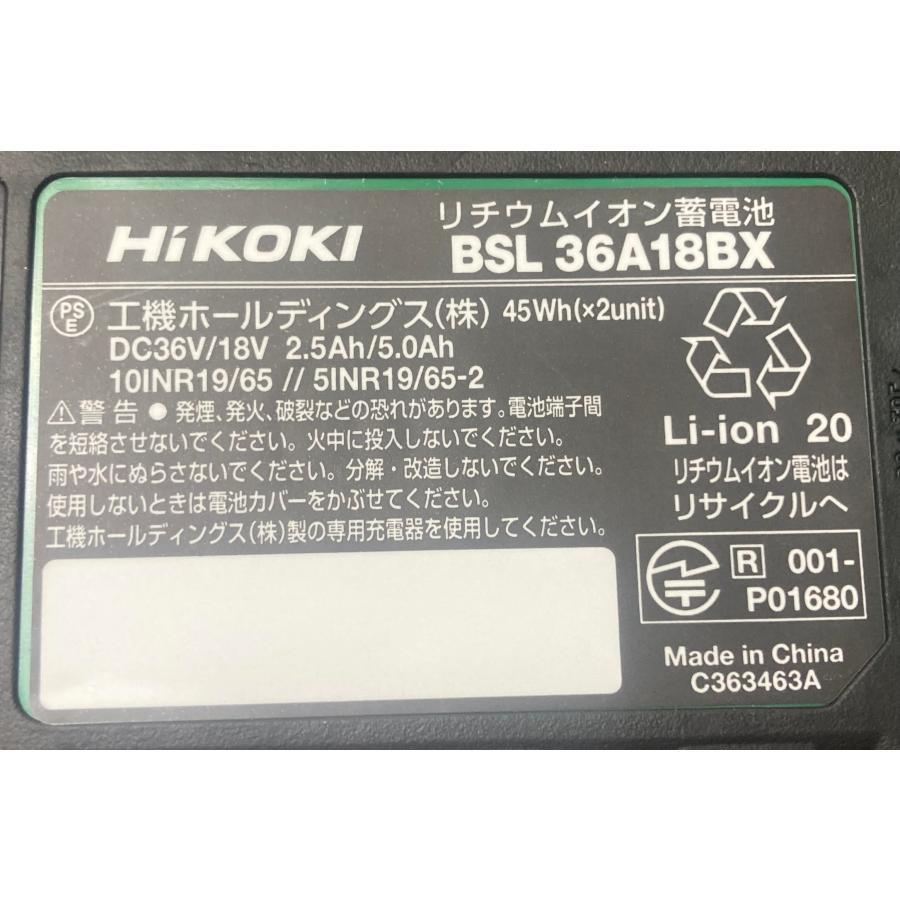 HiKOKI
リチウムイオン蓄電池
BSL 36A18BX
PS
E
工機ホールディングス(株) 45Wh(×2unit)
DC36V/18V 2.5Ah/5.0Ah
10INR19/65 // 5INR19/65-2
⚠警告 ● 発煙、発火、破裂などの恐れがあります。電池端子間
を短絡させないでください。火中に投入しないでください。
雨や水にぬらさないでください。分解・改造しないでください。
使用しないときは電池カバーをかぶせてください。
工機ホールディングス(株)製の専用充電器を使用してください。
Li-ion 20
リチウムイオン電池は
リサイクルへ
R 001-
P01680
Made in China
C363463A